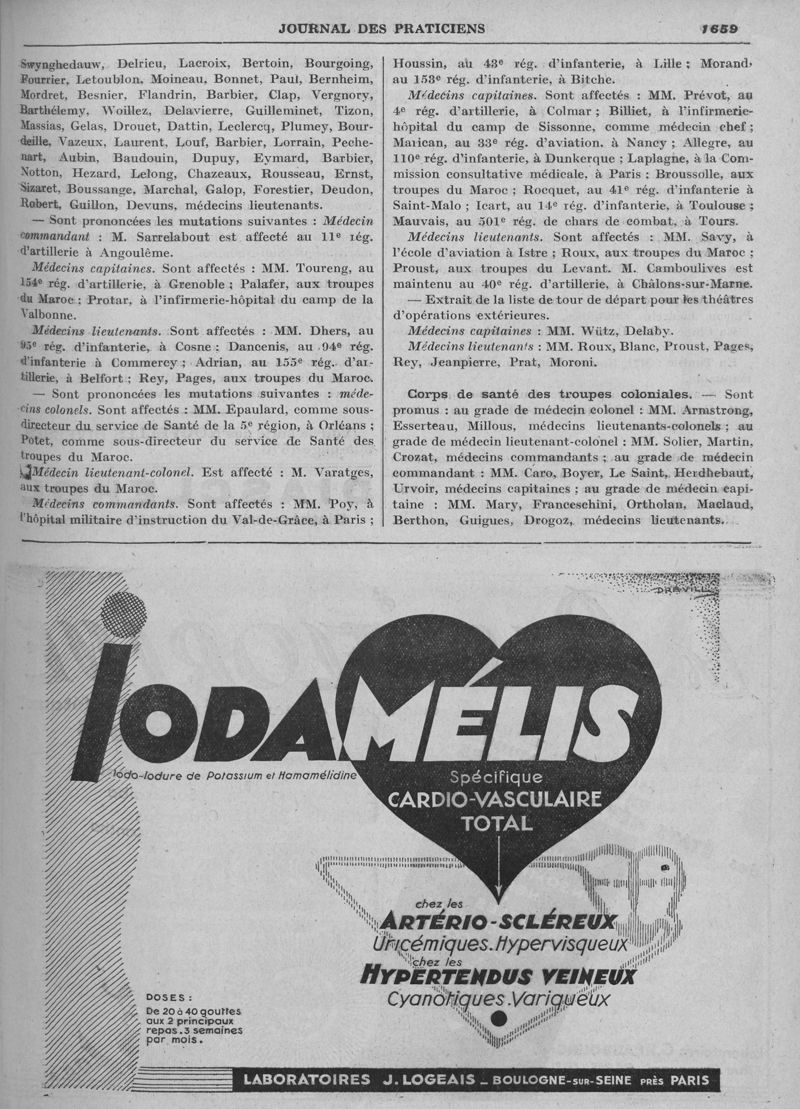 JOURNAL DES PRATICIENS
1659
Swynghedauw, Delrieu, Lacroix, Bertoin, Bourgoing,
Fourrier, Letoublon, Moineau, Bonnet, Paul, Bernheim,
Mordret, Besnier, Flandrin, Barbier, Clap, Vergnory,
Barthélemy, Woillez, Delavierre, Guilleminet, Tizon,
Massias, Gelas, Drouet, Dattin, Leclercq, Plumey, Bour-
deille, Vazeux, Laurent, Louf, Barbier, Lorrain, Peche-
nart, Aubin, Baudouin, Dupuy, Eymard, Barbier,
Notton, Hezard, Lelong, Chazeaux, Rousseau, Ernst,
Sizaret, Boussange, Marchal, Galop, Forestier, Deudon,
Robert, Guillon, Devuns, médecins lieutenants.
— Sont prononcées les mutations suivantes : Médecin
commandant : M. Sarrelabout est affecté au 11e rég.
d'artillerie à Angoulême.
Médecins capitaines. Sont affectés : MM. Toureng, au
154e rég. d'artillerie, à Grenoble ; Palafer, aux troupes
du Maroc ; Protar, à l'infirmerie-hôpital du camp de la
Valbonne.
Médecins lieutenants. Sont affectés : MM. Dhers, au
95e rég. d'infanterie, à Cosne ; Dancenis, au 94e rég.
d'infanterie à Commercy ; Adrian, au 155e rég. d'ar-
tillerie, à Belfort ; Rey, Pages, aux troupes du Maroc.
— Sont prononcées les mutations suivantes : méde-
cins colonels. Sont affectés : MM. Epaulard, comme sous-
directeur du service de Santé de la 5e région, à Orléans ;
Potet, comme sous-directeur du service de Santé des
troupes du Maroc.
Médecin lieutenant-colonel. Est affecté : M. Varatges,
aux troupes du Maroc.
Médecins commandants. Sont affectés : MM. Poy, à
l'hôpital militaire d'instruction du Val-de-Grâce, à Paris ;
Houssin, au 43e rég. d'infanterie, à Lille ; Morand,
au 153e rég. d'infanterie, à Bitche.
Médecins capitaines. Sont affectés : MM. Prévot, au
4e rég. d'artillerie, à Colmar ; Billiet, à l'infirmerie-
hôpital du camp de Sissonne, comme médecin chef ;
Marican, au 33e rég. d'aviation, à Nancy ; Allegre, au
110e rég. d'infanterie, à Dunkerque ; Laplagne, à la Com-
mission consultative médicale, à Paris ; Broussolle, aux
troupes du Maroc ; Rocquet, au 41e rég. d'infanterie à
Saint-Malo ; Icart, au 14e rég. d'infanterie, à Toulouse ;
Mauvais, au 501e rég. de chars de combat, à Tours.
Médecins lieutenants. Sont affectés : MM. Savy, à
l'école d'aviation à Istre ; Roux, aux troupes du Maroc ;
Proust, aux troupes du Levant. M. Camboulives est
maintenu au 40e rég. d'artillerie, à Châlons-sur-Marne.
— Extrait de la liste de tour de départ pour les théâtres
d'opérations extérieures.
Médecins capitaines : MM. Wütz, Delaby.
Médecins lieutenants : MM. Roux, Blanc, Proust, Pages,
Rey, Jeanpierre, Prat, Moroni.
Corps de santé des troupes coloniales. — Sont
promus : au grade de médecin colonel : MM. Armstrong,
Esserteau, Millous, médecins lieutenants-colonels ; au
grade de médecin lieutenant-colonel : MM. Solier, Martin,
Crozat, médecins commandants ; au grade de médecin
commandant : MM. Caro, Boyer, Le Saint, Herdhebaut,
Urvoir, médecins capitaines ; au grade de médecin capi-
taine : MM. Mary, Franceschini, Ortholan, Maclaud,
Berthon, Guigues, Drogoz, médecins lieutenants.
DRAVILL
IODAMÉLIS
Iodo-Iodure de Potassium et Hamamélidine
Spécifique
CARDIO-VASCULAIRE
TOTAL
chez les
ARTÉRIO-SCLÉREUX
Uricémiques.Hypervisqueux
chez les
HYPERTENDUS VEINEUX
Cyanotiques.Variqueux
DOSES :
De 20 à 40 gouttes
aux 2 principaux
repas. 3 semaines
par mois.
LABORATOIRES J. LOGEAIS _ BOULOGNE-SUR-SEINE PRÈS PARIS